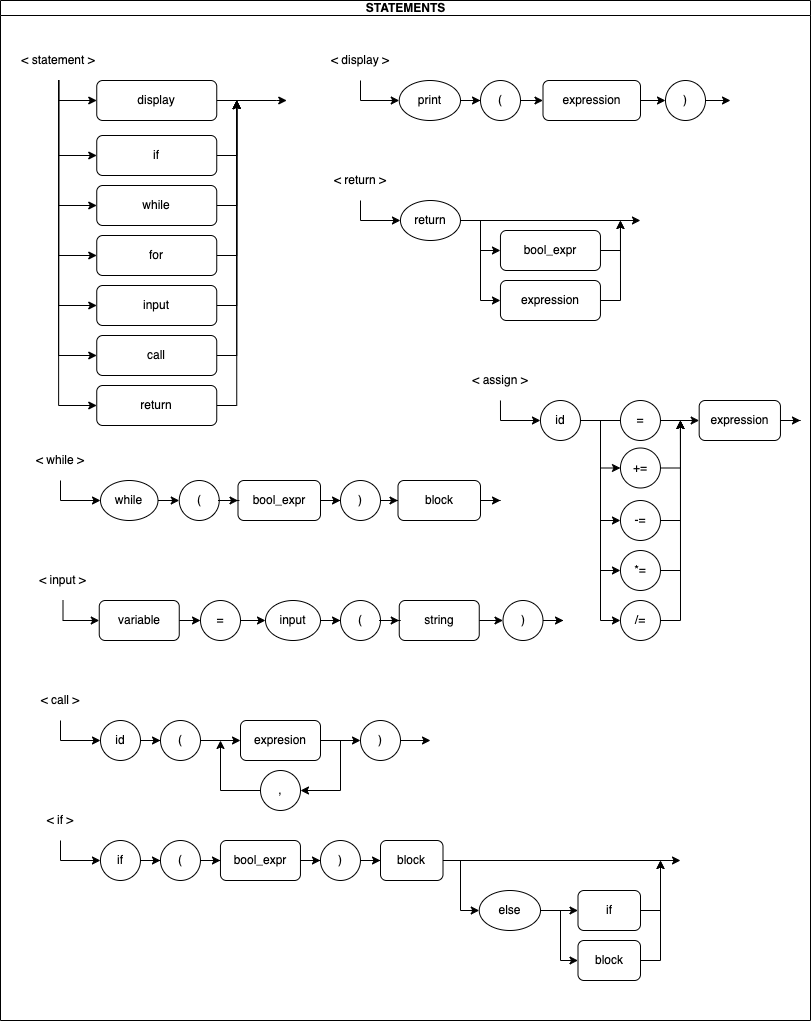 STATEMENTS
< statement >
display
if
while
for
input
call
return
< display >
print ( expression )
< return >
return
bool_expr
expression
< assign >
id = expression
+=
-=
*=
/=
< while >
while ( bool_expr ) block
< input >
variable = input ( string )
< call >
id ( expresion )
,
< if >
if ( bool_expr ) block
else if
block